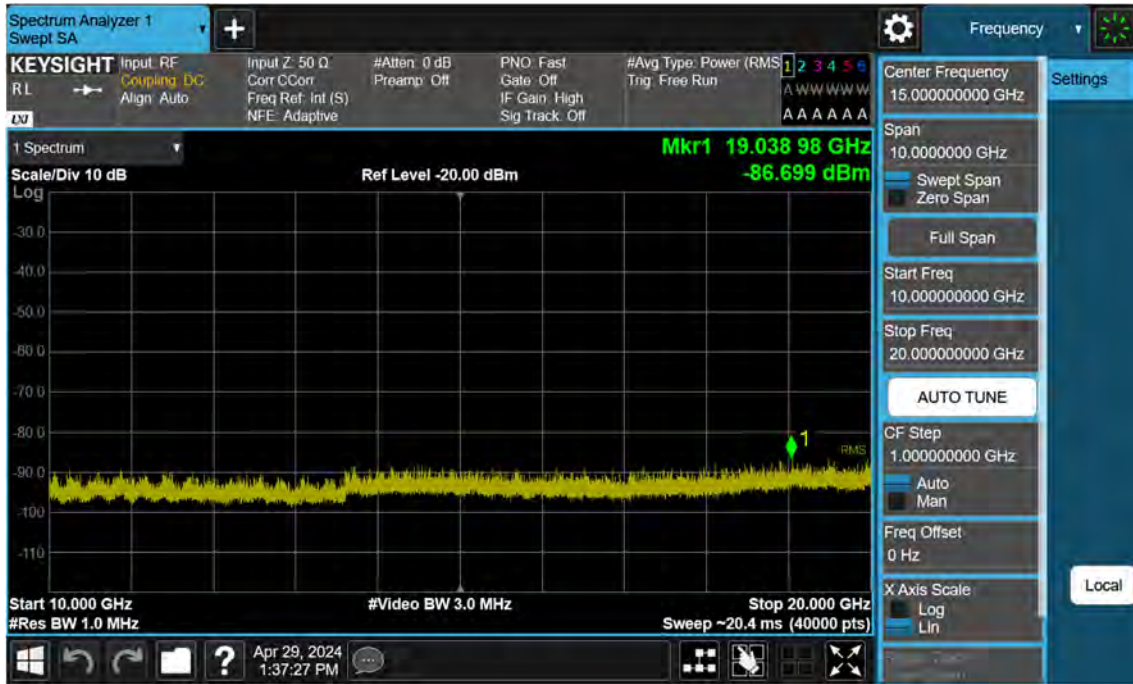 Spectrum Analyzer 1
Swept SA
+
Frequency
KEYSIGHT
RL
LXI
Input: RF
Coupling: DC
Align: Auto
Input Z: 50 Ω
Corr CCorr
Freq Ref: Int (S)
NFE: Adaptive
#Atten: 0 dB
Preamp: Off
PNO: Fast
Gate: Off
IF Gain: High
Sig Track: Off
#Avg Type: Power (RMS
Trig: Free Run
1 2 3 4 5 6
A W W W W W
A A A A A A
1 Spectrum
Mkr1 19.038 98 GHz
Scale/Div 10 dB
Ref Level -20.00 dBm
-86.699 dBm
Log
-30.0
-40.0
-50.0
-60.0
-70.0
-80.0
-90.0
-100
-110
1
RMS
Start 10.000 GHz
#Video BW 3.0 MHz
Stop 20.000 GHz
#Res BW 1.0 MHz
Sweep ~20.4 ms (40000 pts)
Center Frequency
15.000000000 GHz
Settings
Span
10.0000000 GHz
Swept Span
Zero Span
Full Span
Start Freq
10.000000000 GHz
Stop Freq
20.000000000 GHz
AUTO TUNE
CF Step
1.000000000 GHz
Auto
Man
Freq Offset
0 Hz
X Axis Scale
Log
Lin
Local
?
Apr 29, 2024
1:37:27 PM